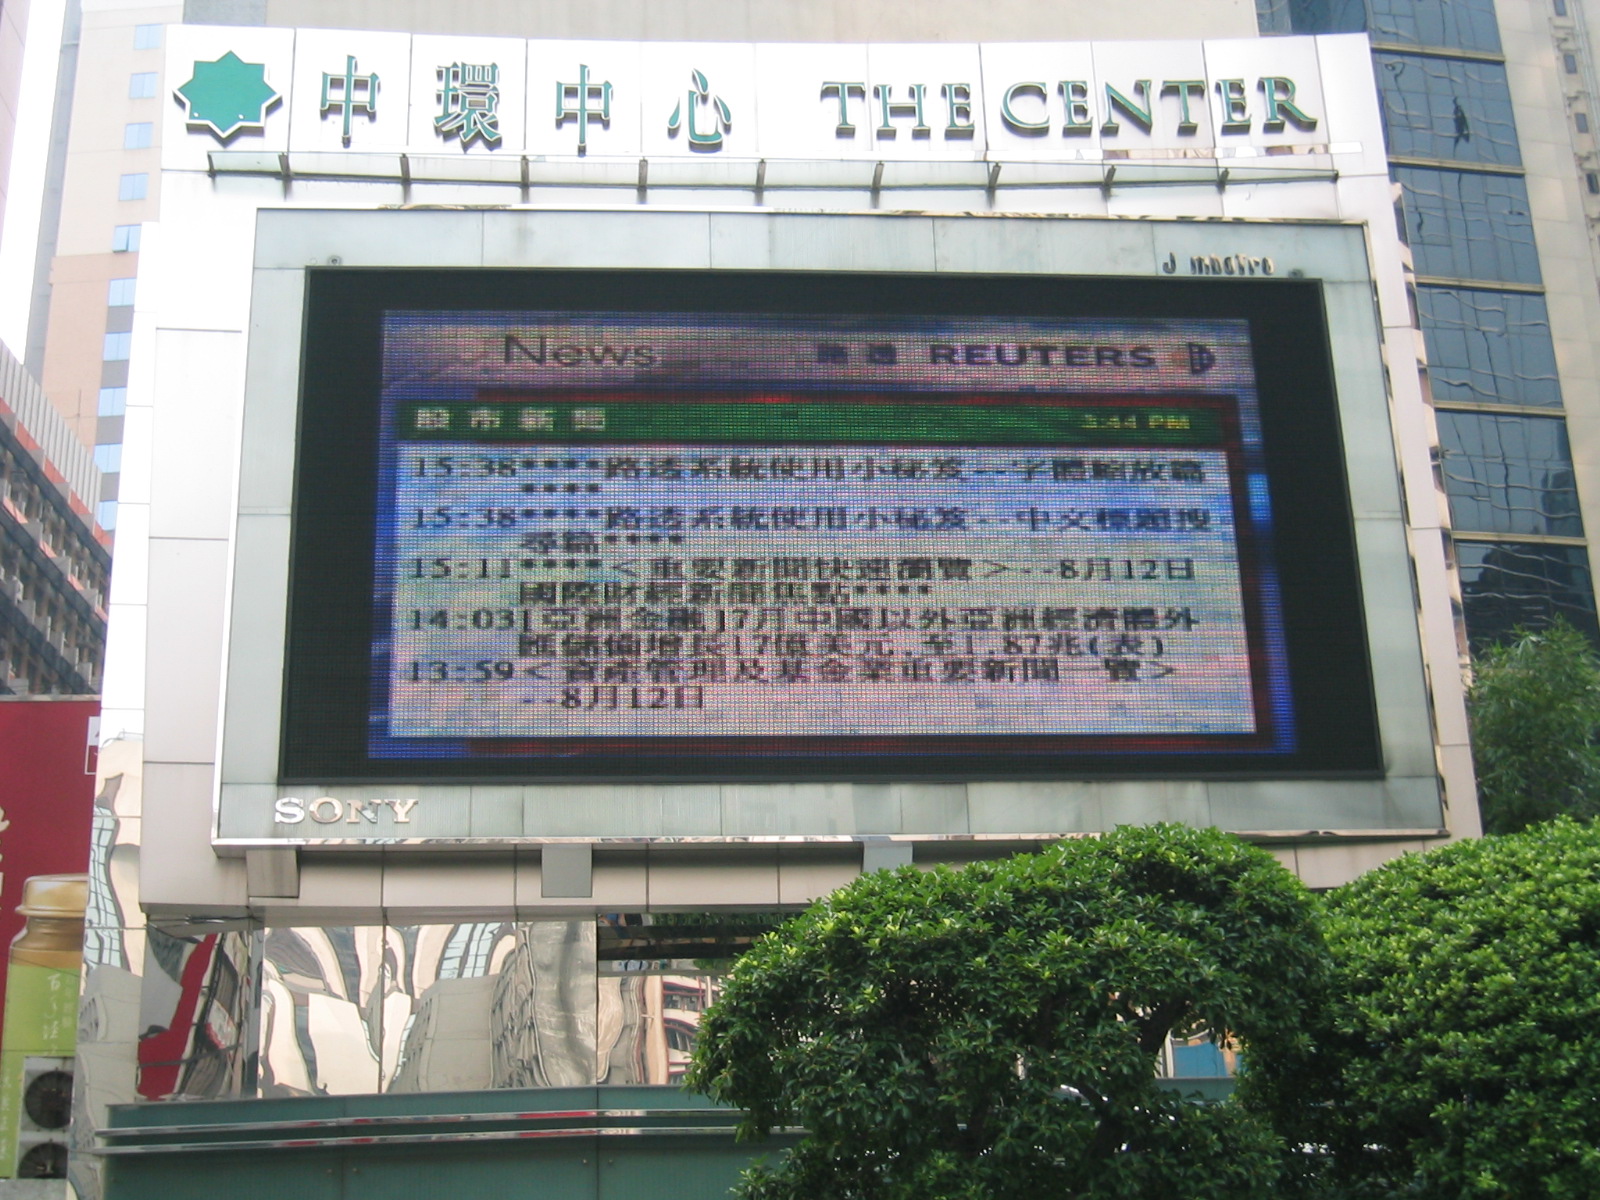 中環中心 THE CENTER
News 路透 REUTERS
股市新聞 3:44 PM
15:38****路透系統使用小秘笈--字體縮放篇
****
15:38****路透系統使用小秘笈--中文標題搜
尋篇****
15:11****<重要新聞快速瀏覽>--8月12日
國際財經新聞焦點****
14:03[亞洲金融]7月中國以外亞洲經濟體外
匯儲備增長17億美元,至1.87兆(表)
13:59<資產管理及基金業重要新聞一覽>
--8月12日
SONY